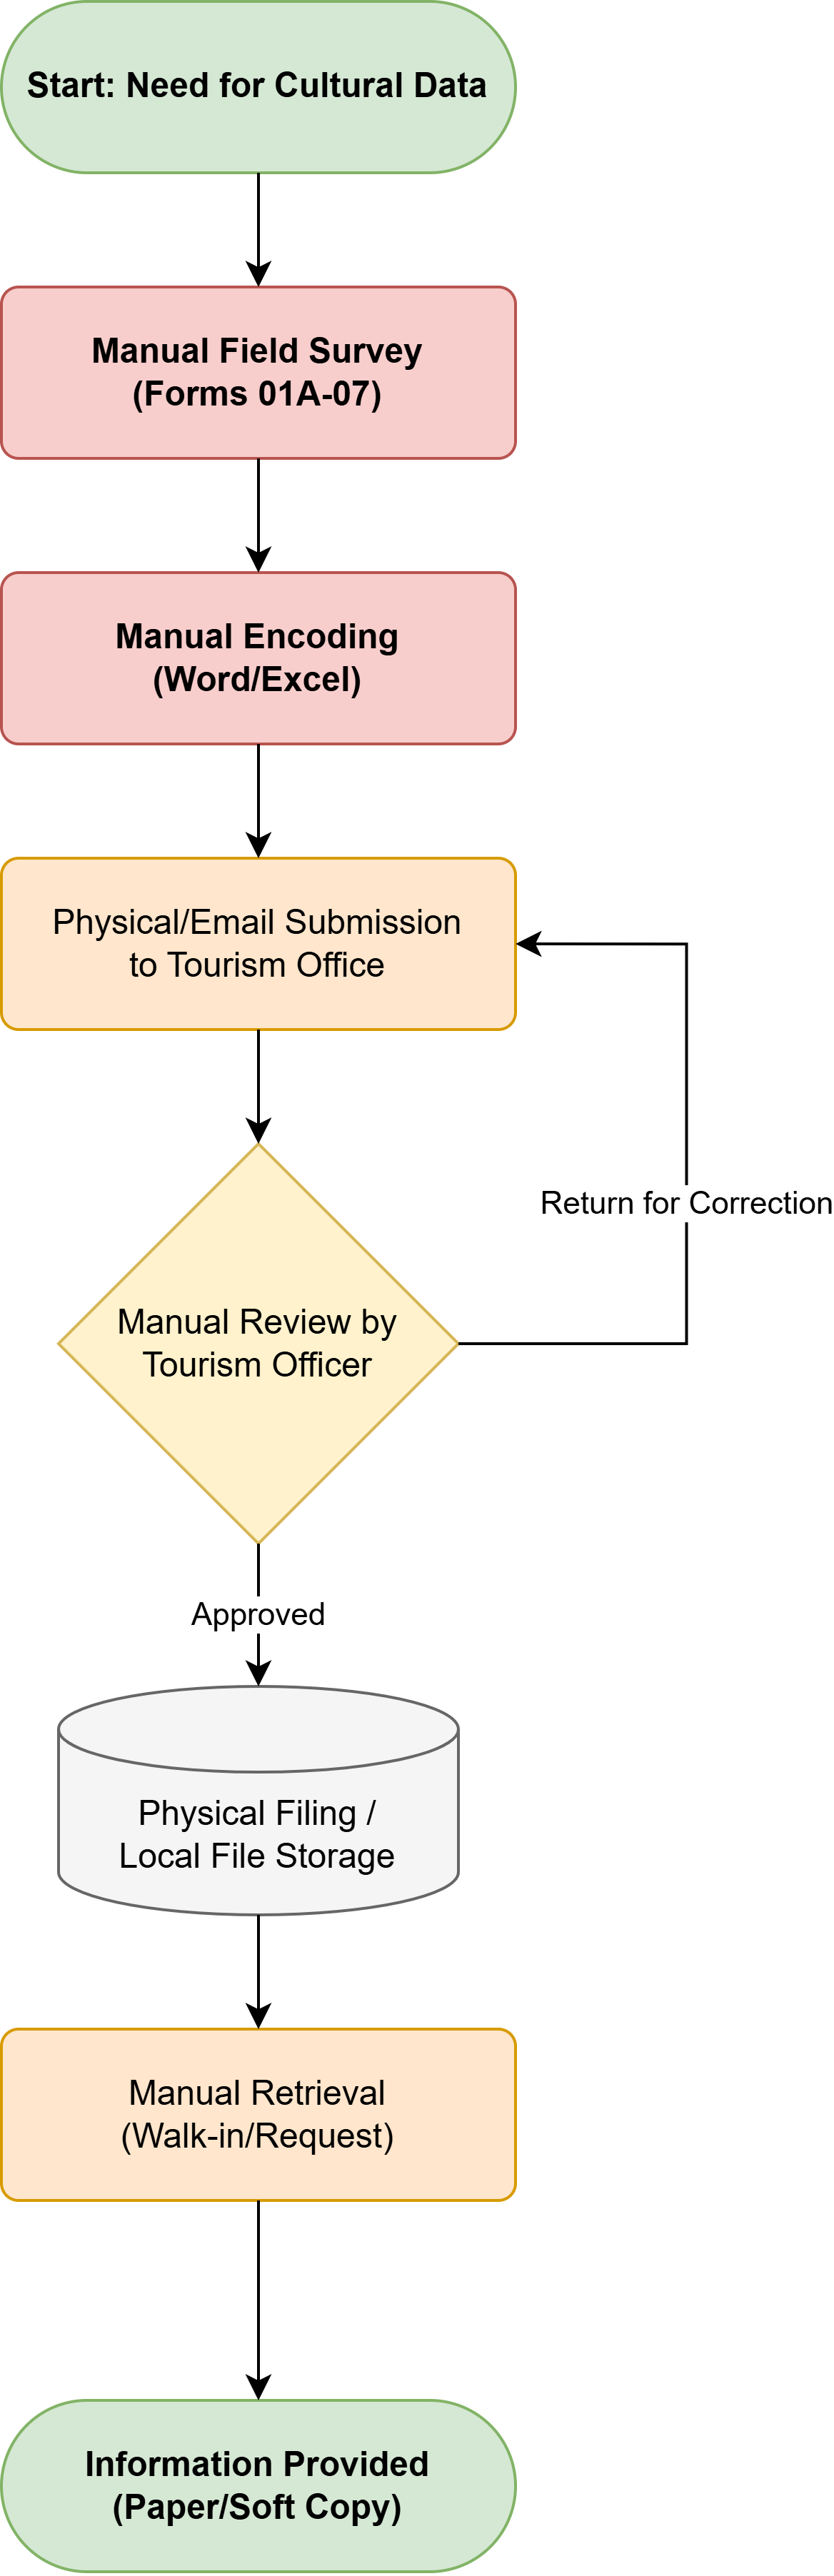 Start: Need for Cultural Data
Manual Field Survey
(Forms 01A-07)
Manual Encoding
(Word/Excel)
Physical/Email Submission
to Tourism Office
Return for Correction
Manual Review by
Tourism Officer
Approved
Physical Filing /
Local File Storage
Manual Retrieval
(Walk-in/Request)
Information Provided
(Paper/Soft Copy)